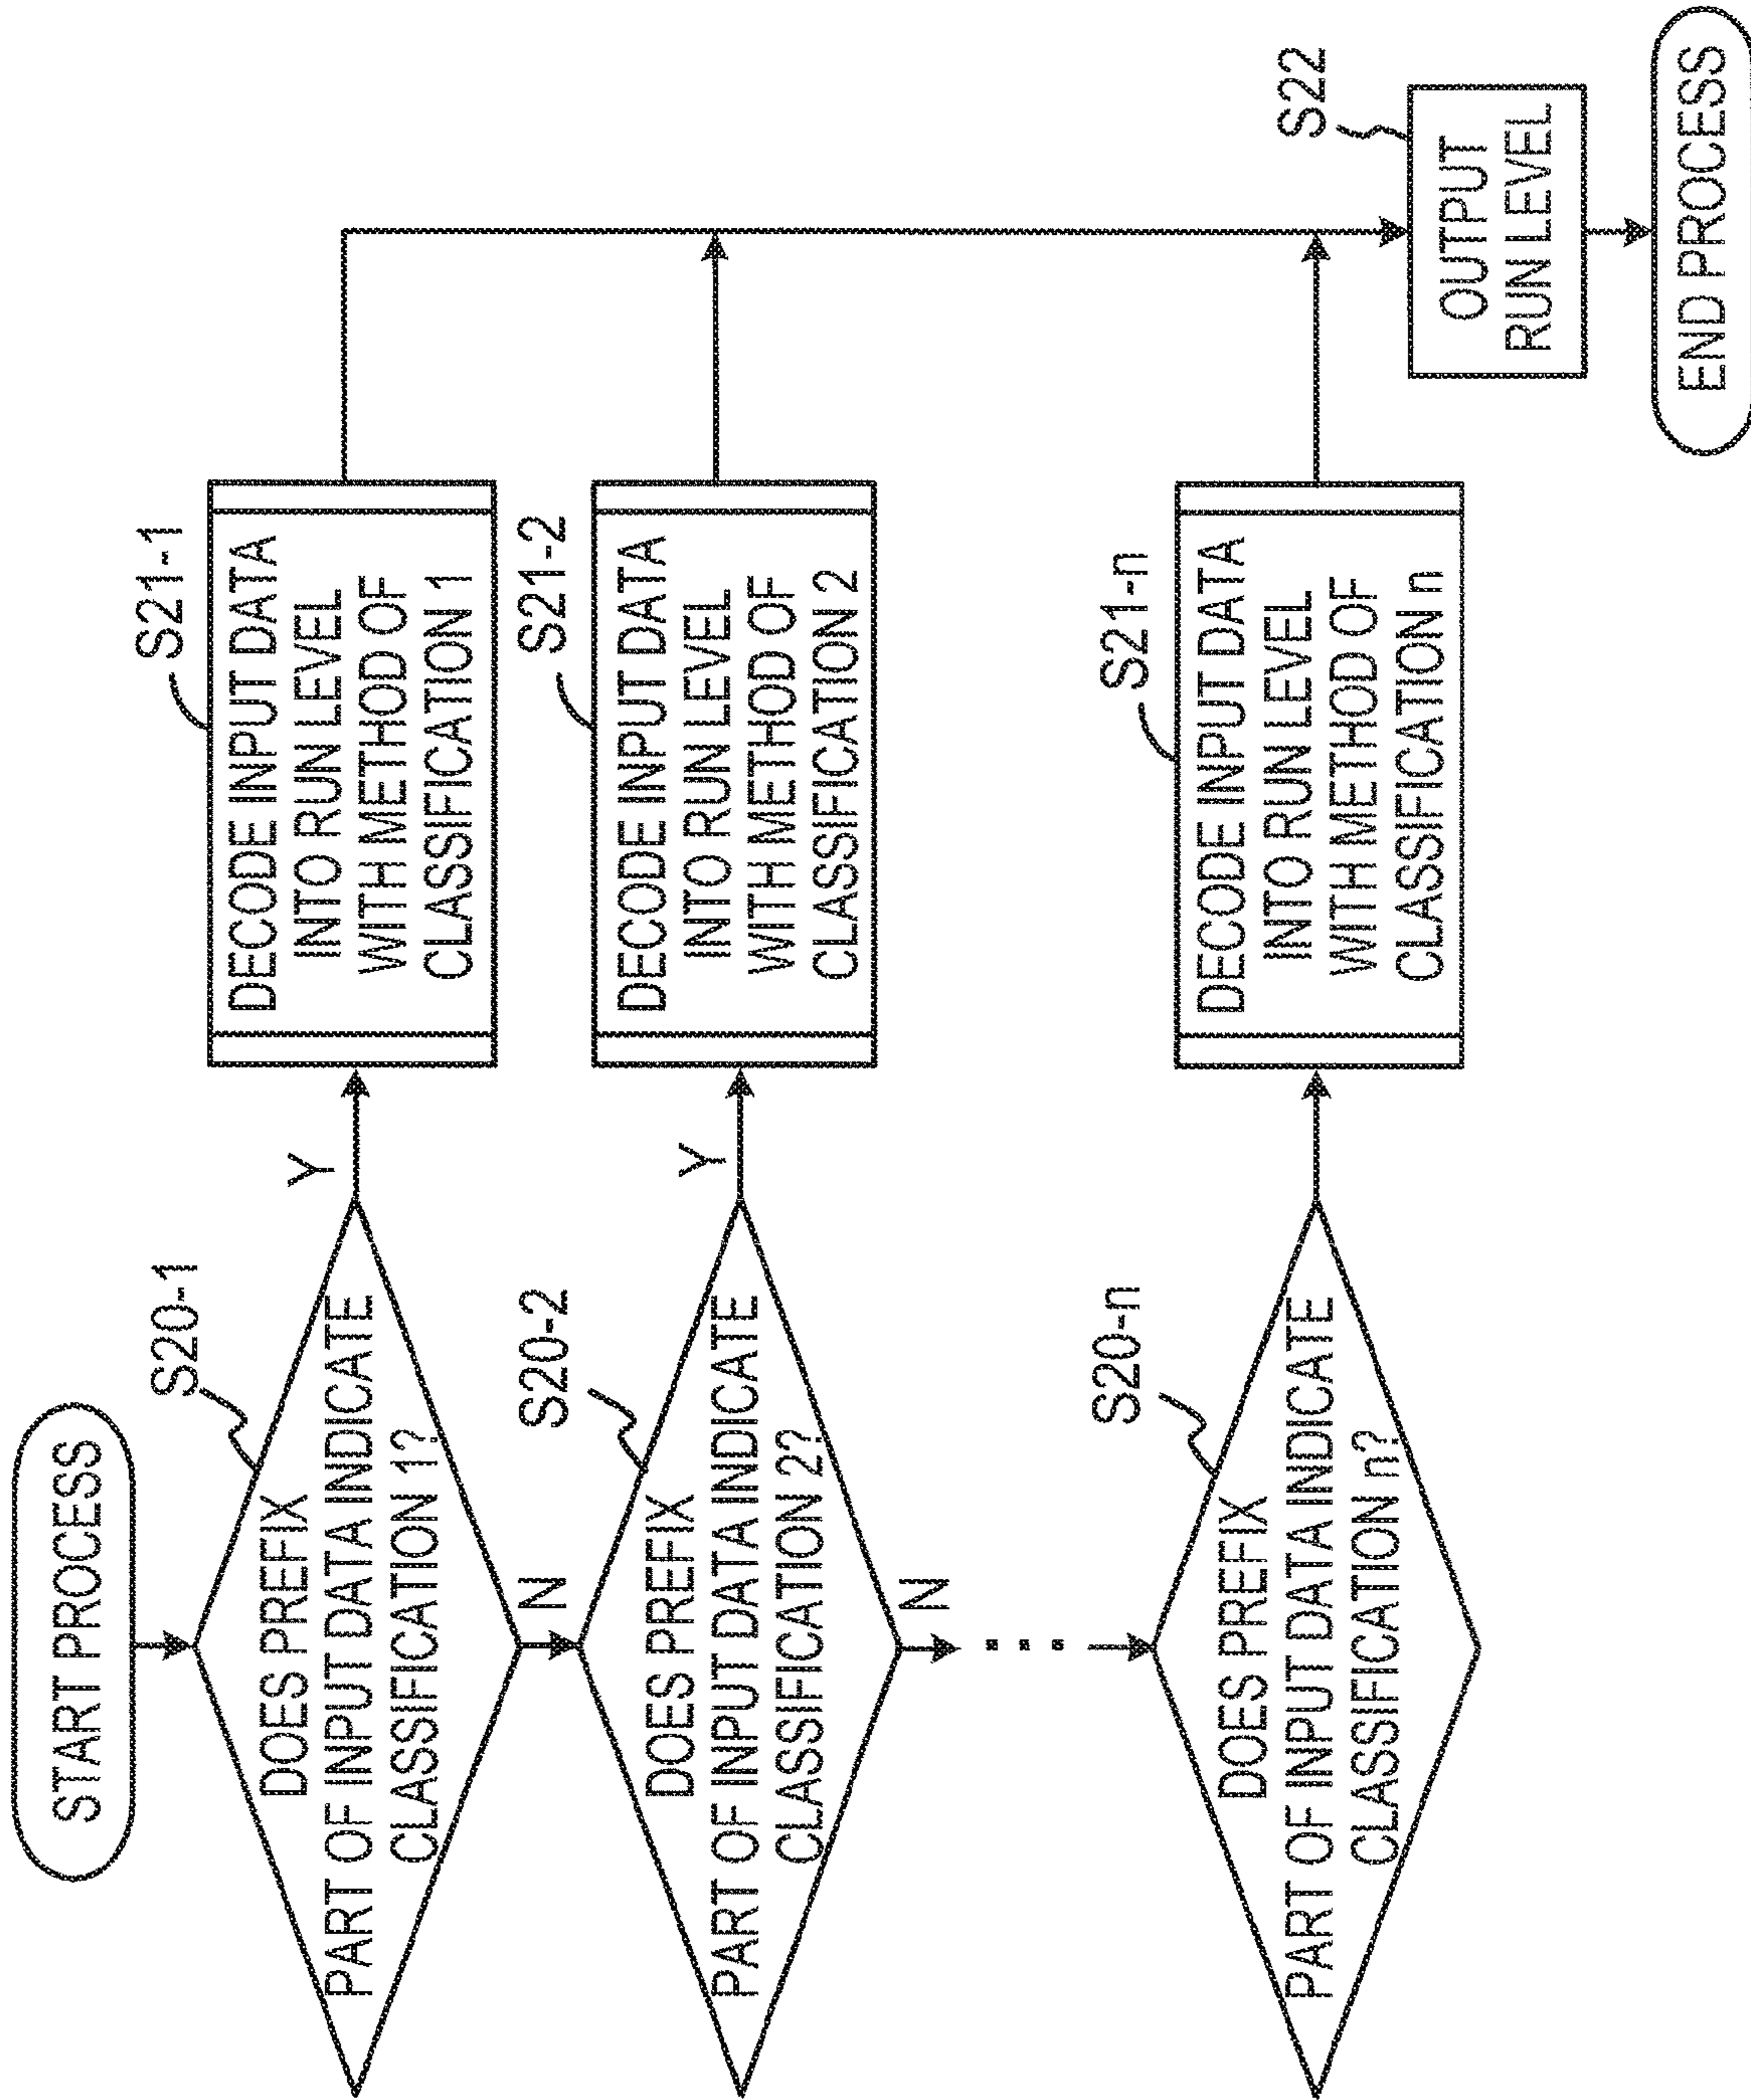 START PROCESS
S20-1
DOES PREFIX
PART OF INPUT DATA INDICATE
CLASSIFICATION 1?
Y
N
S21-1
DECODE INPUT DATA
INTO RUN LEVEL
WITH METHOD OF
CLASSIFICATION 1
S20-2
DOES PREFIX
PART OF INPUT DATA INDICATE
CLASSIFICATION 2?
Y
N
S21-2
DECODE INPUT DATA
INTO RUN LEVEL
WITH METHOD OF
CLASSIFICATION 2
S20-n
DOES PREFIX
PART OF INPUT DATA INDICATE
CLASSIFICATION n?
S21-n
DECODE INPUT DATA
INTO RUN LEVEL
WITH METHOD OF
CLASSIFICATION n
S22
OUTPUT
RUN LEVEL
END PROCESS